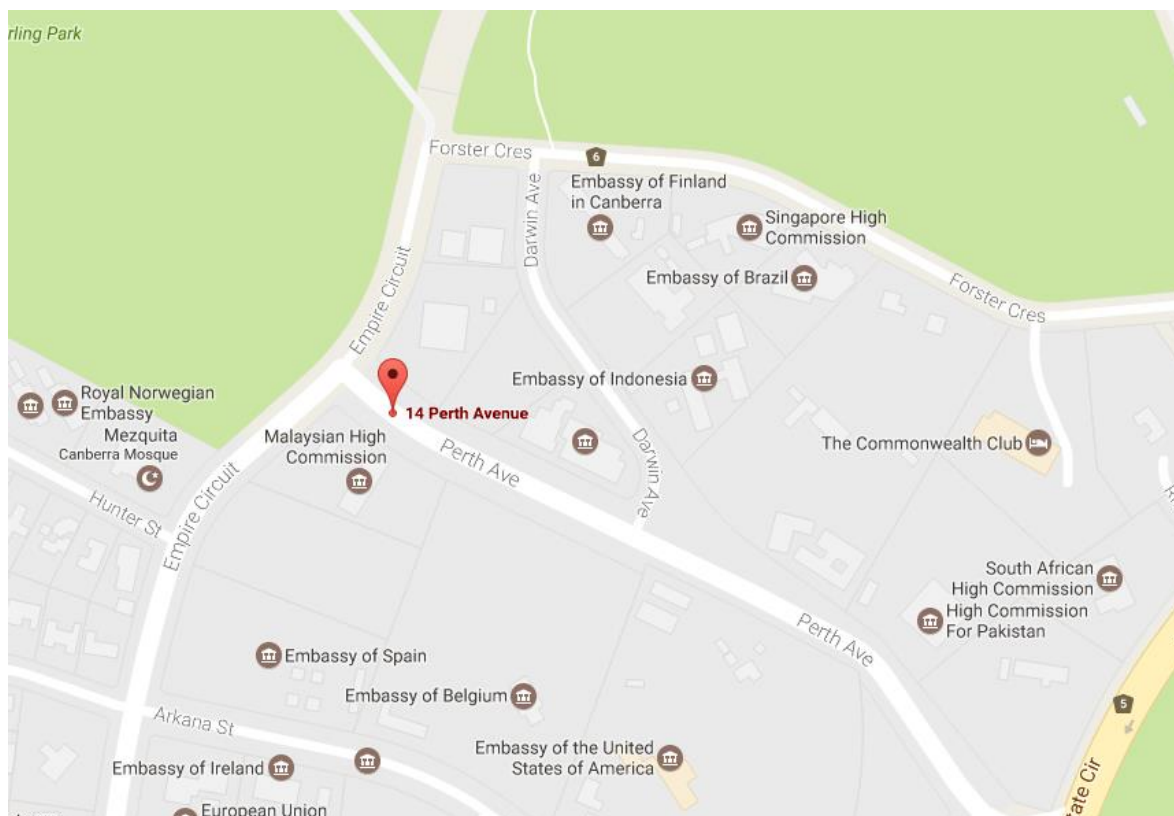 rling Park
Forster Cres
6
Darwin Ave
Embassy of Finland
in Canberra
Singapore High
Commission
Embassy of Brazil
Forster Cres
Empire Circuit
Royal Norwegian
Embassy
Mezquita
Canberra Mosque
14 Perth Avenue
Embassy of Indonesia
Malaysian High
Commission
Perth Ave
Darwin Ave
The Commonwealth Club
Hunter St
Empire Circuit
South African
High Commission
High Commission
For Pakistan
Perth Ave
Embassy of Spain
Embassy of Belgium
Arkana St
5
Embassy of the United
States of America
Embassy of Ireland
European Union
ate Cir